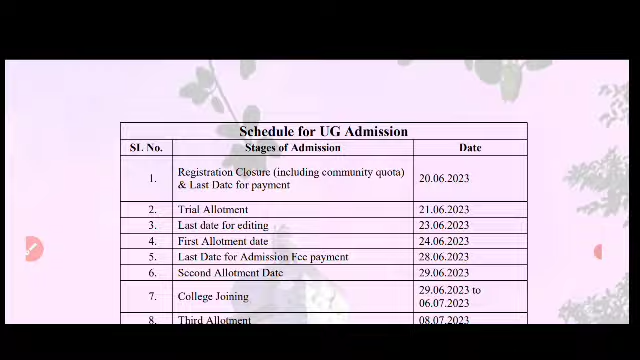 Schedule for UG Admission
SL No. Stages of Admission Date
1. Registration Closure (including community quota) & Last Date for payment 20.06.2023
2. Trial Allotment 21.06.2023
3. Last date for editing 23.06.2023
4. First Allotment date 24.06.2023
5. Last Date for Admission Fee payment 28.06.2023
6. Second Allotment Date 29.06.2023
7. College Joining 29.06.2023 to 06.07.2023
8. Third Allotment 08.07.2023